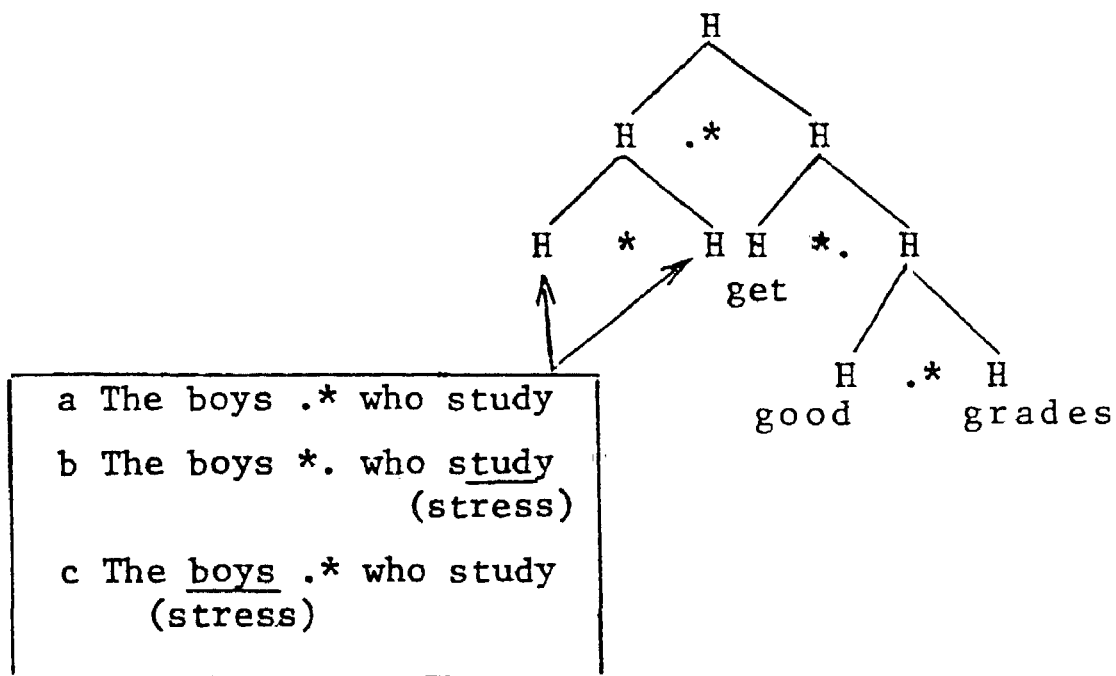 H
H .* H
H * H H *. H
get
H .* H
good grades
a The boys .* who study
b The boys *. who study
(stress)
c The boys .* who study
(stress)